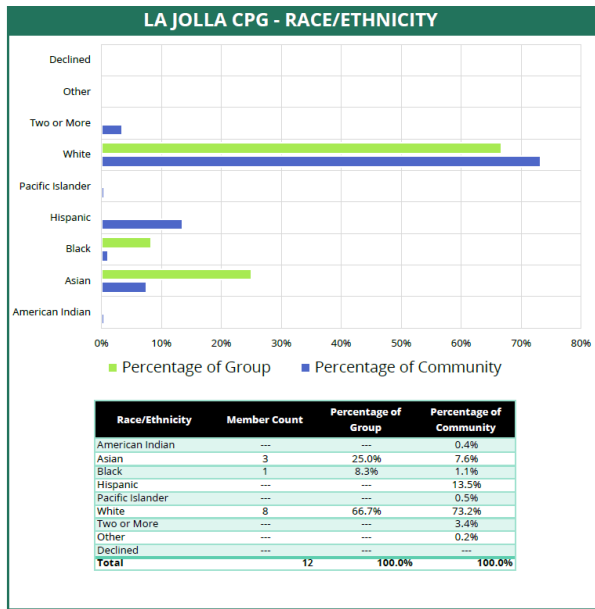 LA JOLLA CPG - RACE/ETHNICITY
Declined
Other
Two or More
White
Pacific Islander
Hispanic
Black
Asian
American Indian
0% 10% 20% 30% 40% 50% 60% 70% 80%
Percentage of Group Percentage of Community
Race/Ethnicity Member Count Percentage of Group Percentage of Community
American Indian --- --- 0.4%
Asian 3 25.0% 7.6%
Black 1 8.3% 1.1%
Hispanic --- --- 13.5%
Pacific Islander --- --- 0.5%
White 8 66.7% 73.2%
Two or More --- --- 3.4%
Other --- --- 0.2%
Declined --- --- ---
Total 12 100.0% 100.0%